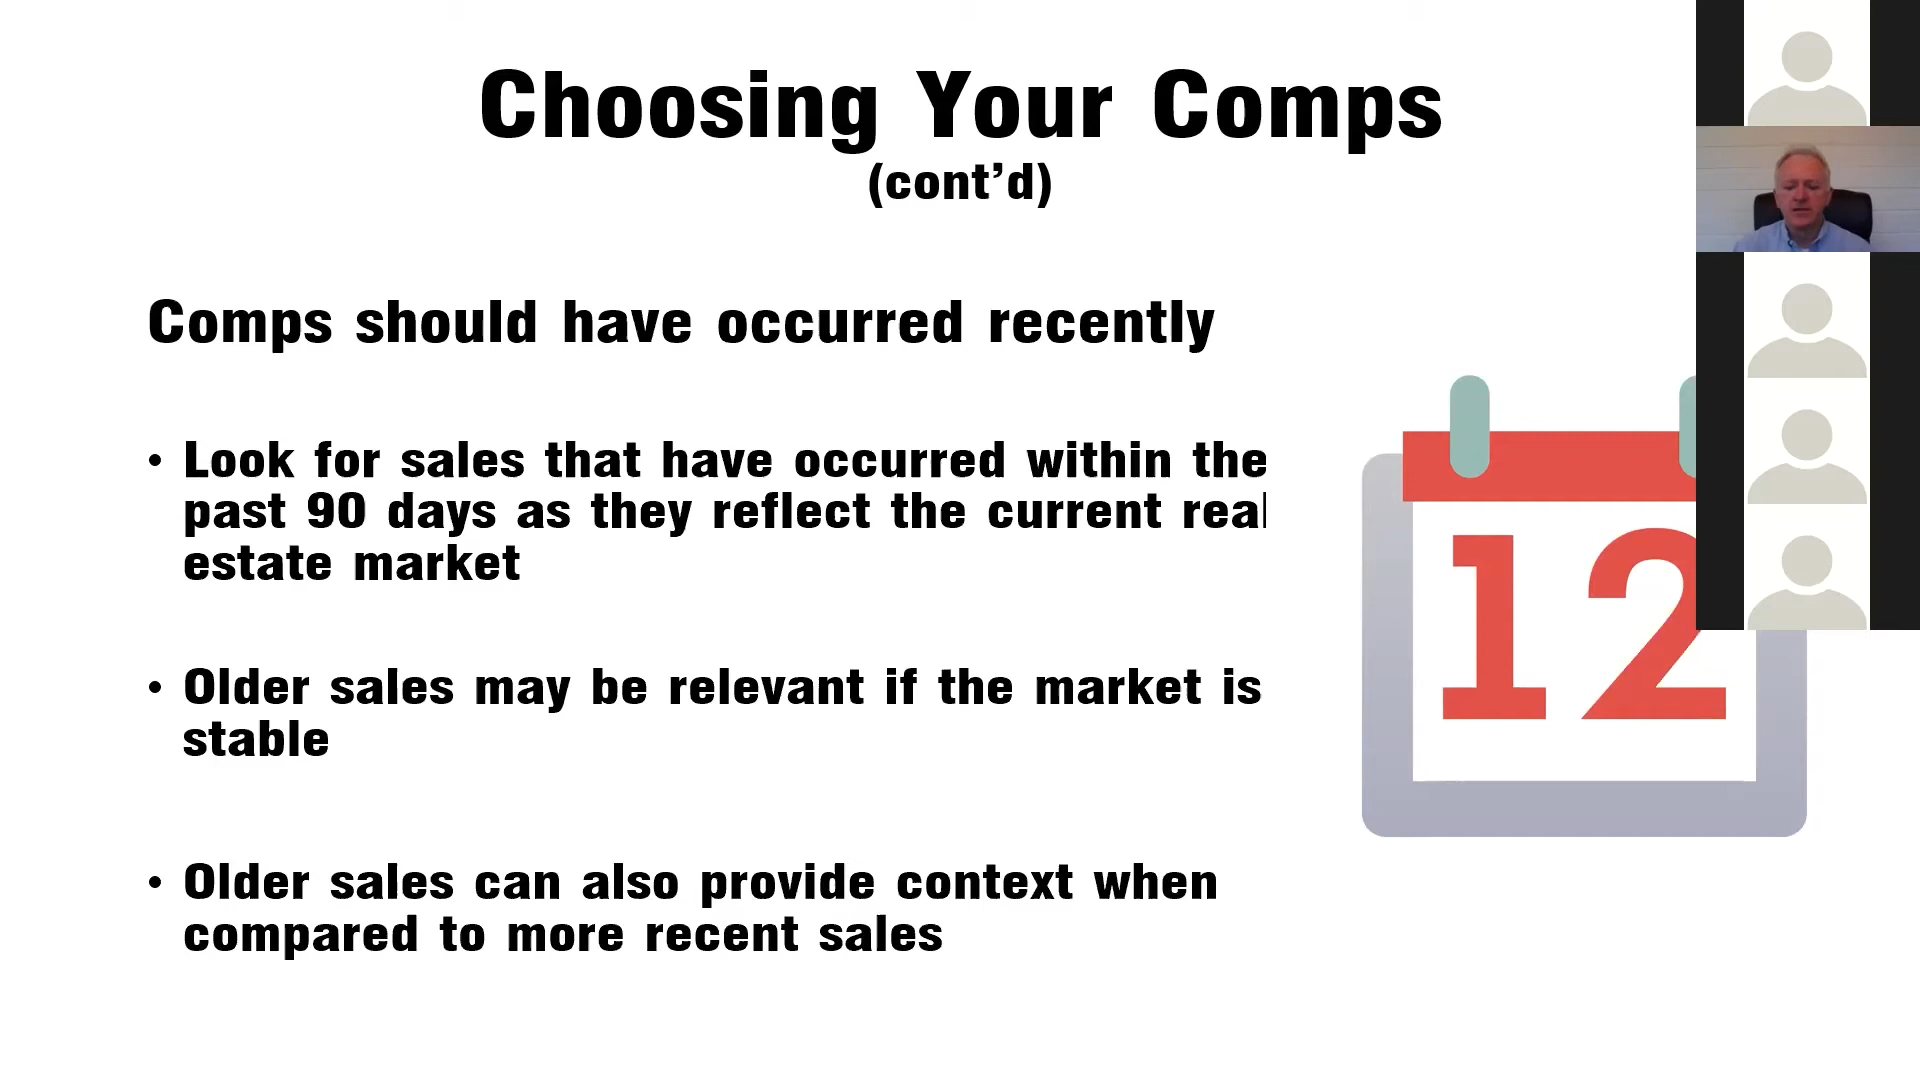 Choosing Your Comps
(cont’d)
Comps should have occurred recently
• Look for sales that have occurred within the
past 90 days as they reflect the current real
estate market
• Older sales may be relevant if the market is
stable
• Older sales can also provide context when
compared to more recent sales
12